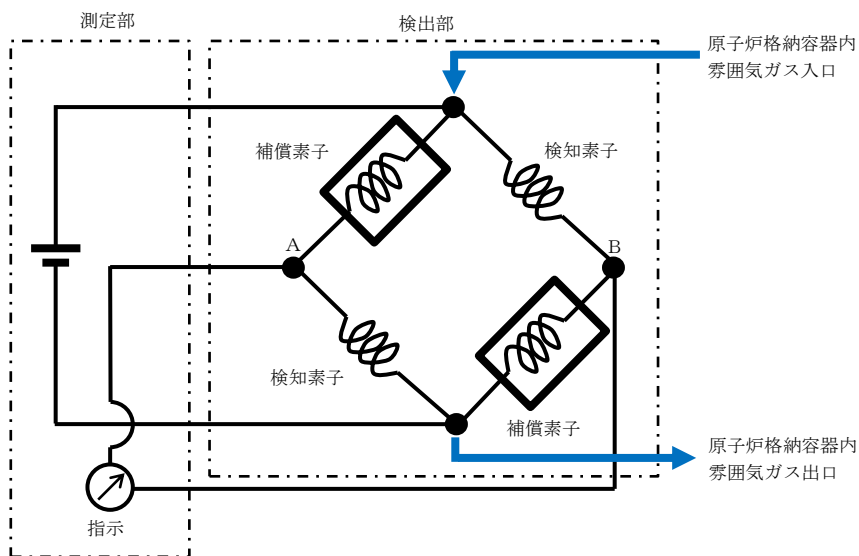 測定部
検出部
原子炉格納容器内
雰囲気ガス入口
補償素子
検知素子
A
B
検知素子
補償素子
原子炉格納容器内
雰囲気ガス出口
指示